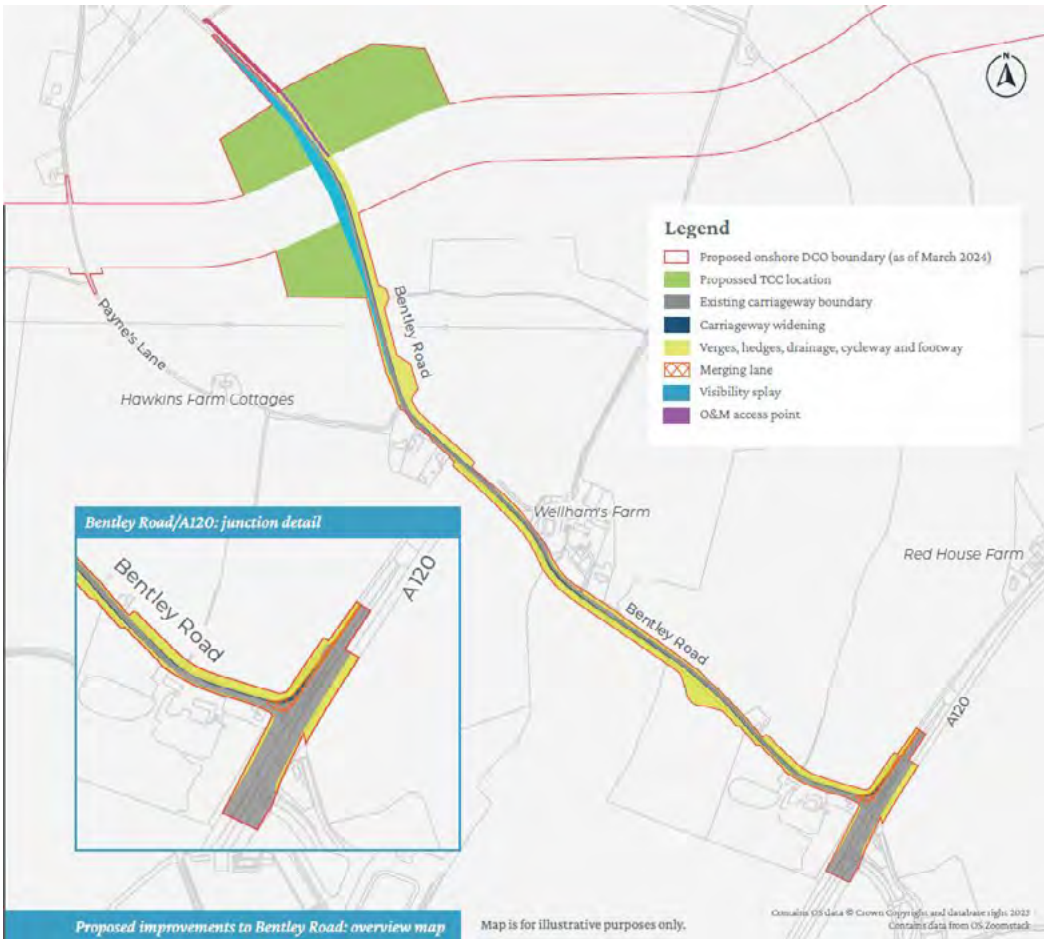 N
Legend
Proposed onshore DCO boundary (as of March 2024)
Propossed TCC location
Existing carriageway boundary
Carriageway widening
Verges, hedges, drainage, cycleway and footway
Merging lane
Visibility splay
O&M access point
Bentley Road
Payne's Lane
Hawkins Farm Cottages
Wellham's Farm
Red House Farm
Bentley Road
A120
Bentley Road/A120: junction detail
Bentley Road
A120
Proposed improvements to Bentley Road: overview map
Map is for illustrative purposes only.
Contains OS data © Crown Copyright and database right 2023
Contains data from OS Zoomstack